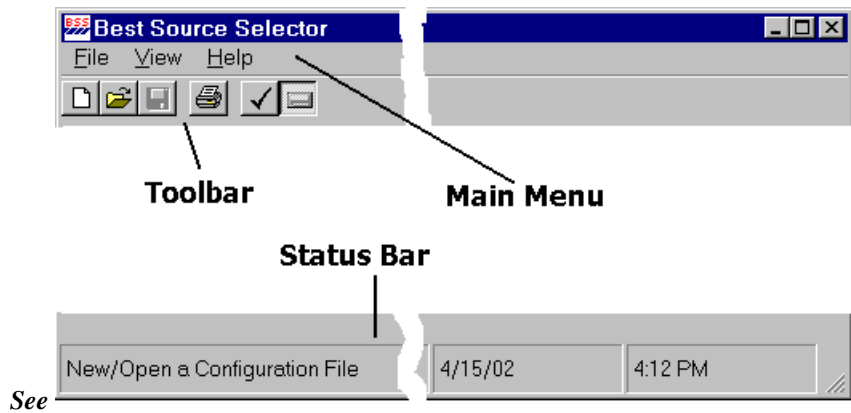 BSS Best Source Selector
File View Help
Toolbar
Main Menu
Status Bar
New/Open a Configuration File 4/15/02 4:12 PM
See